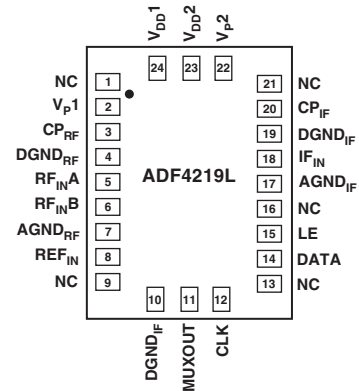 V_DD1 V_DD2 V_P2
24 23 22
NC 1
V_P1 2
CP_RF 3
DGND_RF 4
RF_INA 5
RF_INB 6
AGND_RF 7
REF_IN 8
NC 9
ADF4219L
21 NC
20 CP_IF
19 DGND_IF
18 IF_IN
17 AGND_IF
16 NC
15 LE
14 DATA
13 NC
10 11 12
DGND_IF MUXOUT CLK